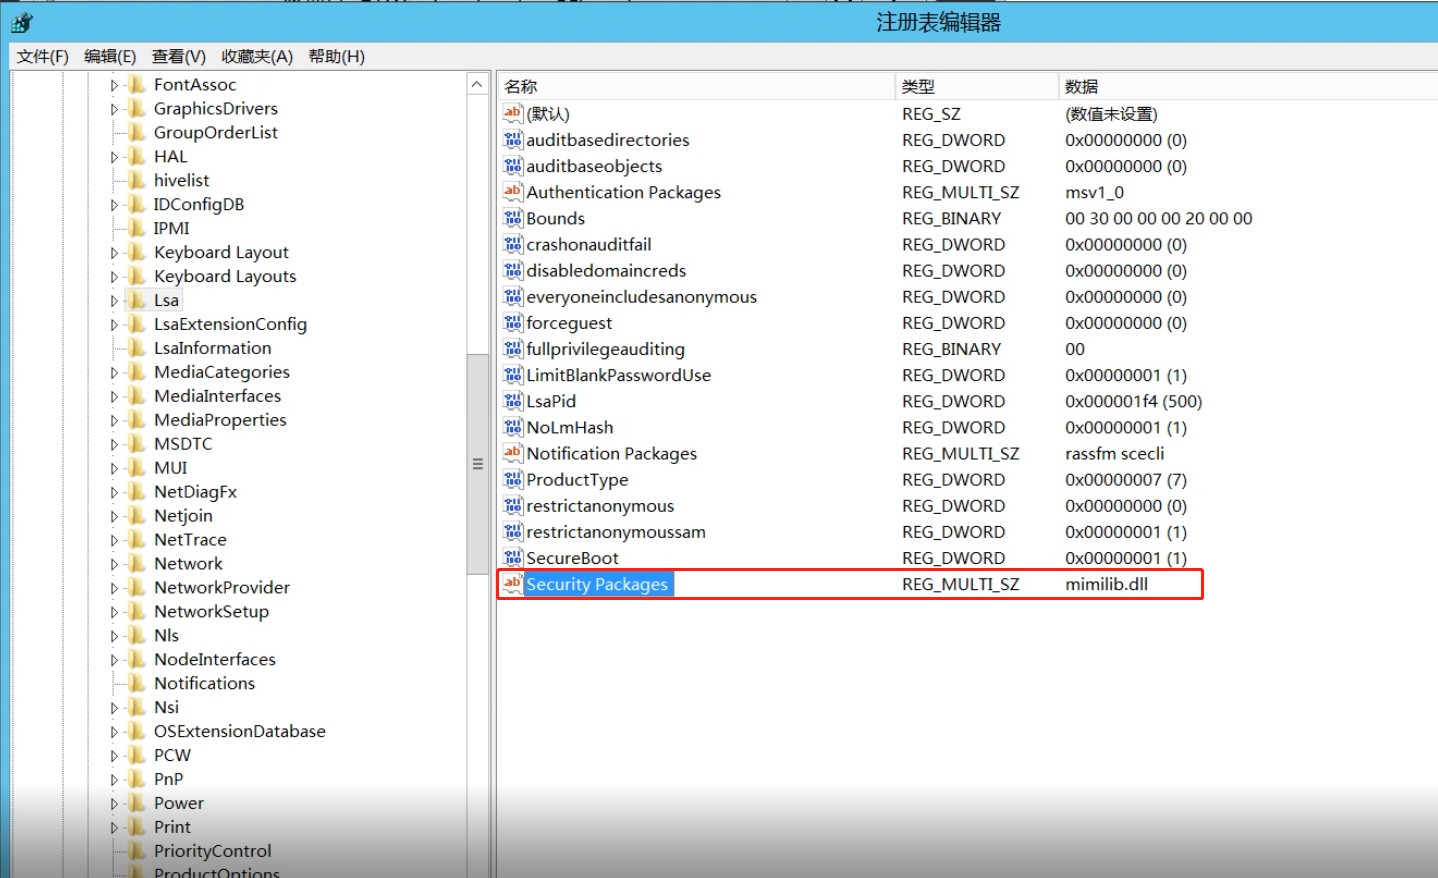 注册表编辑器
文件(F) 编辑(E) 查看(V) 收藏夹(A) 帮助(H)
FontAssoc
GraphicsDrivers
GroupOrderList
HAL
hivelist
IDConfigDB
IPMI
Keyboard Layout
Keyboard Layouts
Lsa
LsaExtensionConfig
LsaInformation
MediaCategories
MediaInterfaces
MediaProperties
MSDTC
MUI
NetDiagFx
Netjoin
NetTrace
Network
NetworkProvider
NetworkSetup
Nls
NodeInterfaces
Notifications
Nsi
OSExtensionDatabase
PCW
PnP
Power
Print
PriorityControl
ProductOptions
名称 类型 数据
(默认) REG_SZ (数值未设置)
auditbasedirectories REG_DWORD 0x00000000 (0)
auditbaseobjects REG_DWORD 0x00000000 (0)
Authentication Packages REG_MULTI_SZ msv1_0
Bounds REG_BINARY 00 30 00 00 00 20 00 00
crashonauditfail REG_DWORD 0x00000000 (0)
disabledomaincreds REG_DWORD 0x00000000 (0)
everyoneincludesanonymous REG_DWORD 0x00000000 (0)
forceguest REG_DWORD 0x00000000 (0)
fullprivilegeauditing REG_BINARY 00
LimitBlankPasswordUse REG_DWORD 0x00000001 (1)
LsaPid REG_DWORD 0x000001f4 (500)
NoLmHash REG_DWORD 0x00000001 (1)
Notification Packages REG_MULTI_SZ rassfm scecli
ProductType REG_DWORD 0x00000007 (7)
restrictanonymous REG_DWORD 0x00000000 (0)
restrictanonymoussam REG_DWORD 0x00000001 (1)
SecureBoot REG_DWORD 0x00000001 (1)
Security Packages REG_MULTI_SZ mimilib.dll